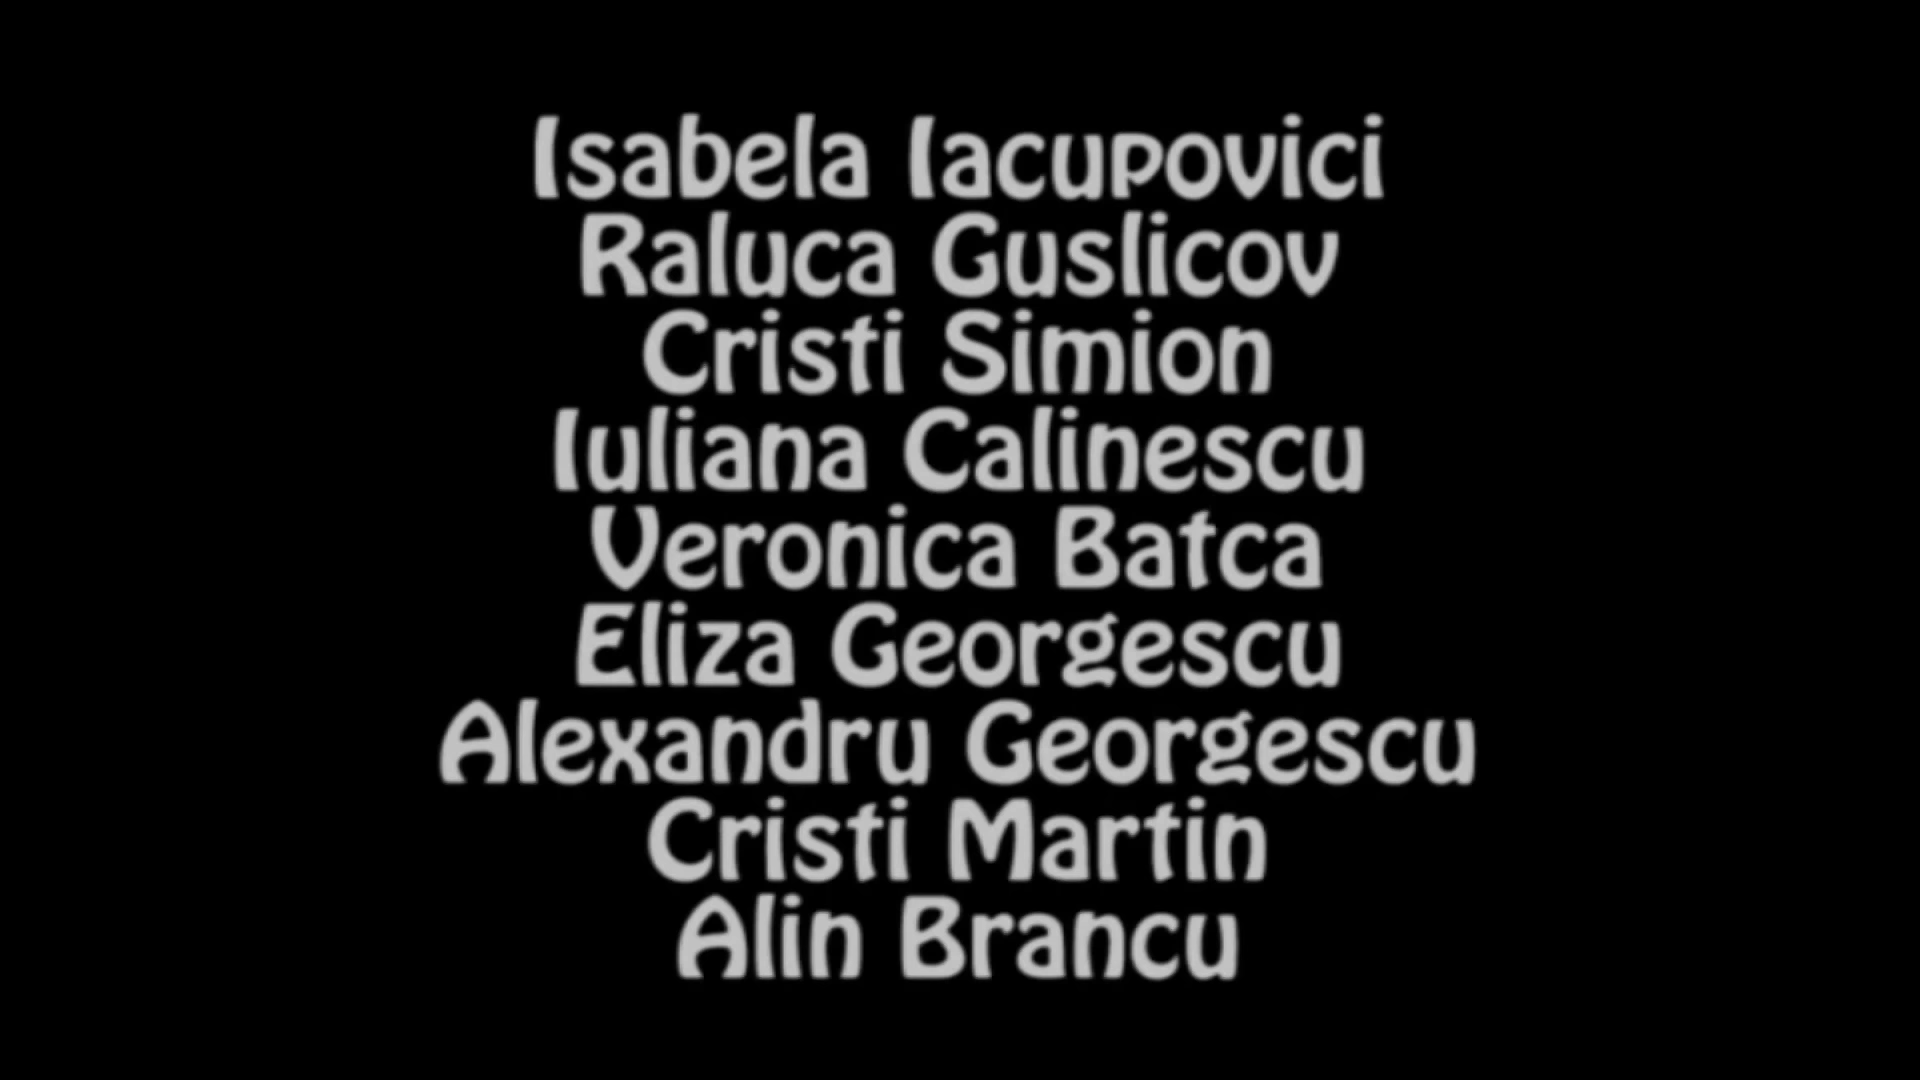 Isabela Iacupovici
Raluca Guslicov
Cristi Simion
Iuliana Calinescu
Veronica Batca
Eliza Georgescu
Alexandru Georgescu
Cristi Martin
Alin Brancu